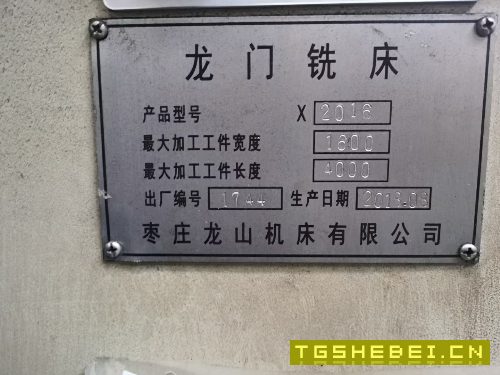 龙门铣床
产品型号 X 2016
最大加工工件宽度 1600
最大加工工件长度 4000
出厂编号 1744 生产日期
枣庄龙山机床有限公司
TGSHEBEI.CN